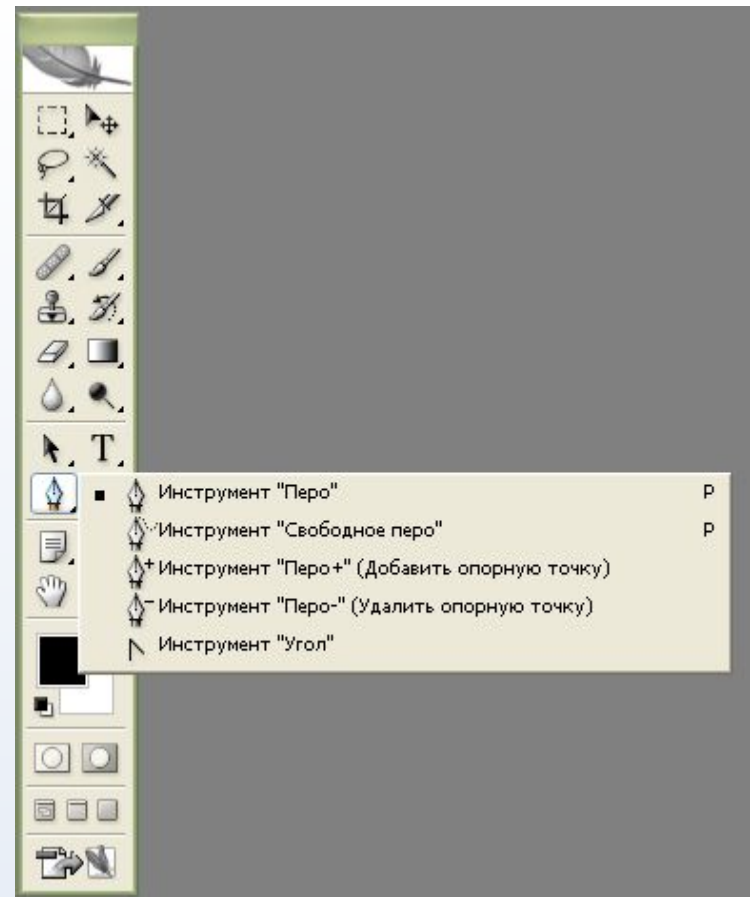 T
Инструмент "Перо" P
Инструмент "Свободное перо" P
Инструмент "Перо+" (Добавить опорную точку)
Инструмент "Перо-" (Удалить опорную точку)
Инструмент "Угол"